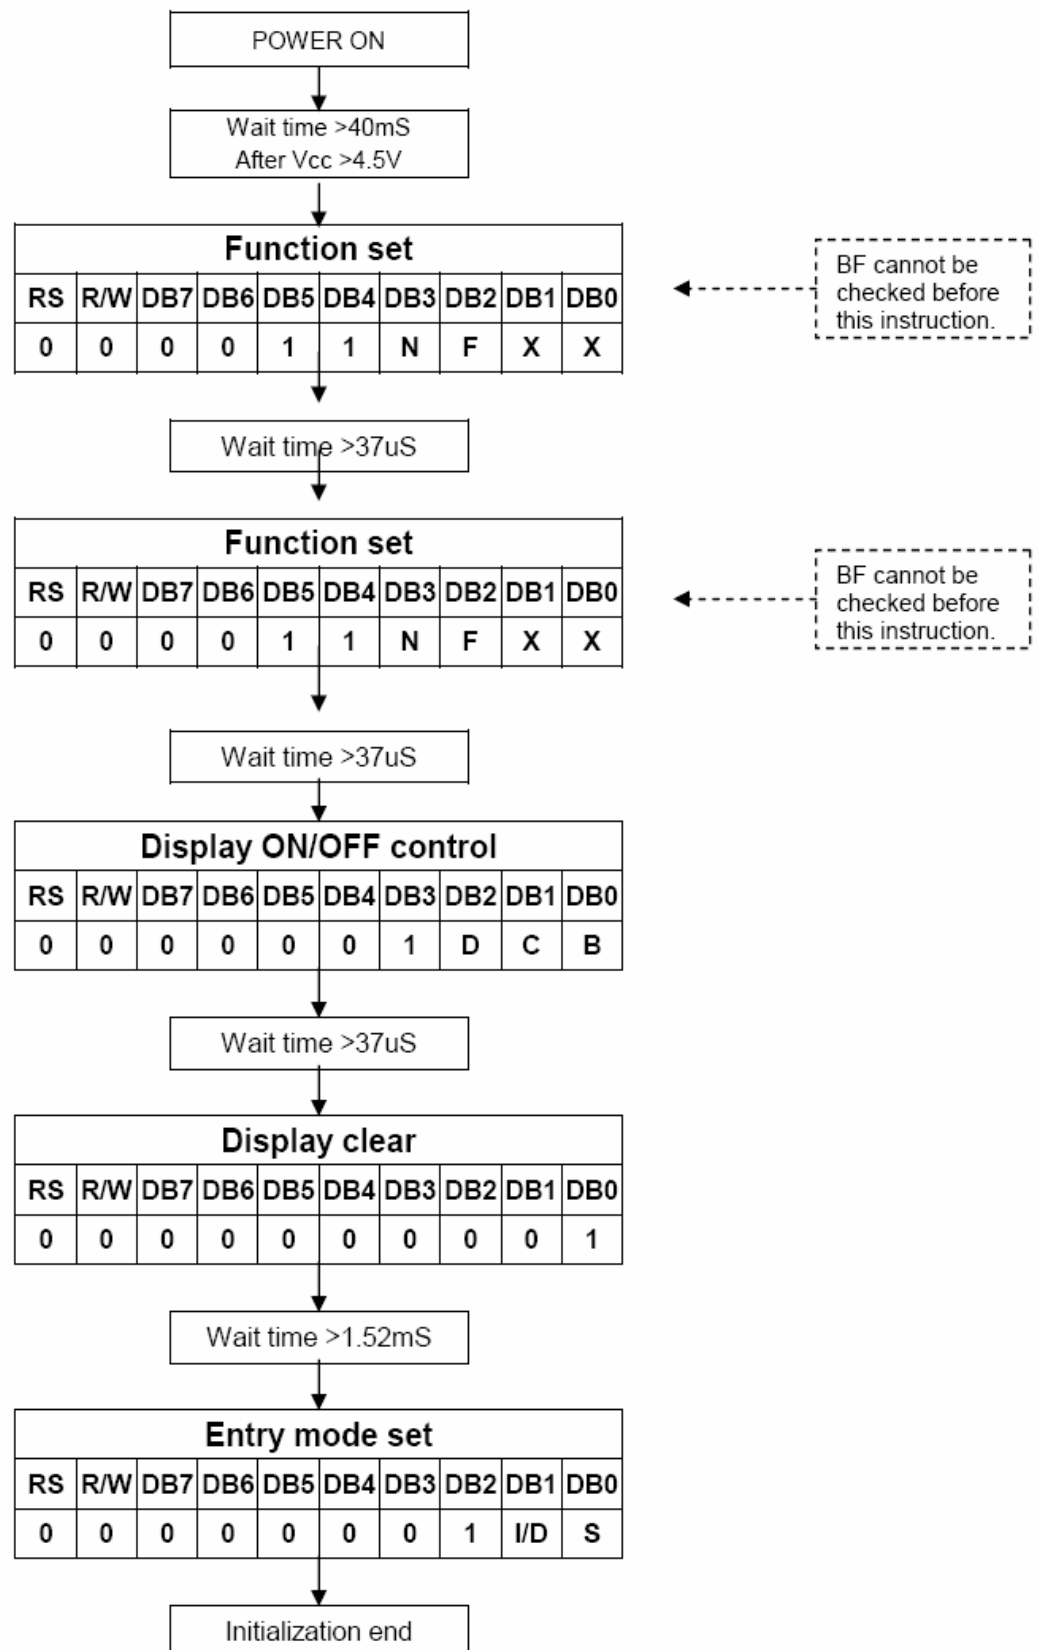 POWER ON
Wait time >40mS
After Vcc >4.5V
Function set
RS R/W DB7 DB6 DB5 DB4 DB3 DB2 DB1 DB0
0 0 0 0 1 1 N F X X
BF cannot be
checked before
this instruction.
Wait time >37uS
Function set
RS R/W DB7 DB6 DB5 DB4 DB3 DB2 DB1 DB0
0 0 0 0 1 1 N F X X
BF cannot be
checked before
this instruction.
Wait time >37uS
Display ON/OFF control
RS R/W DB7 DB6 DB5 DB4 DB3 DB2 DB1 DB0
0 0 0 0 0 0 1 D C B
Wait time >37uS
Display clear
RS R/W DB7 DB6 DB5 DB4 DB3 DB2 DB1 DB0
0 0 0 0 0 0 0 0 0 1
Wait time >1.52mS
Entry mode set
RS R/W DB7 DB6 DB5 DB4 DB3 DB2 DB1 DB0
0 0 0 0 0 0 0 1 I/D S
Initialization end